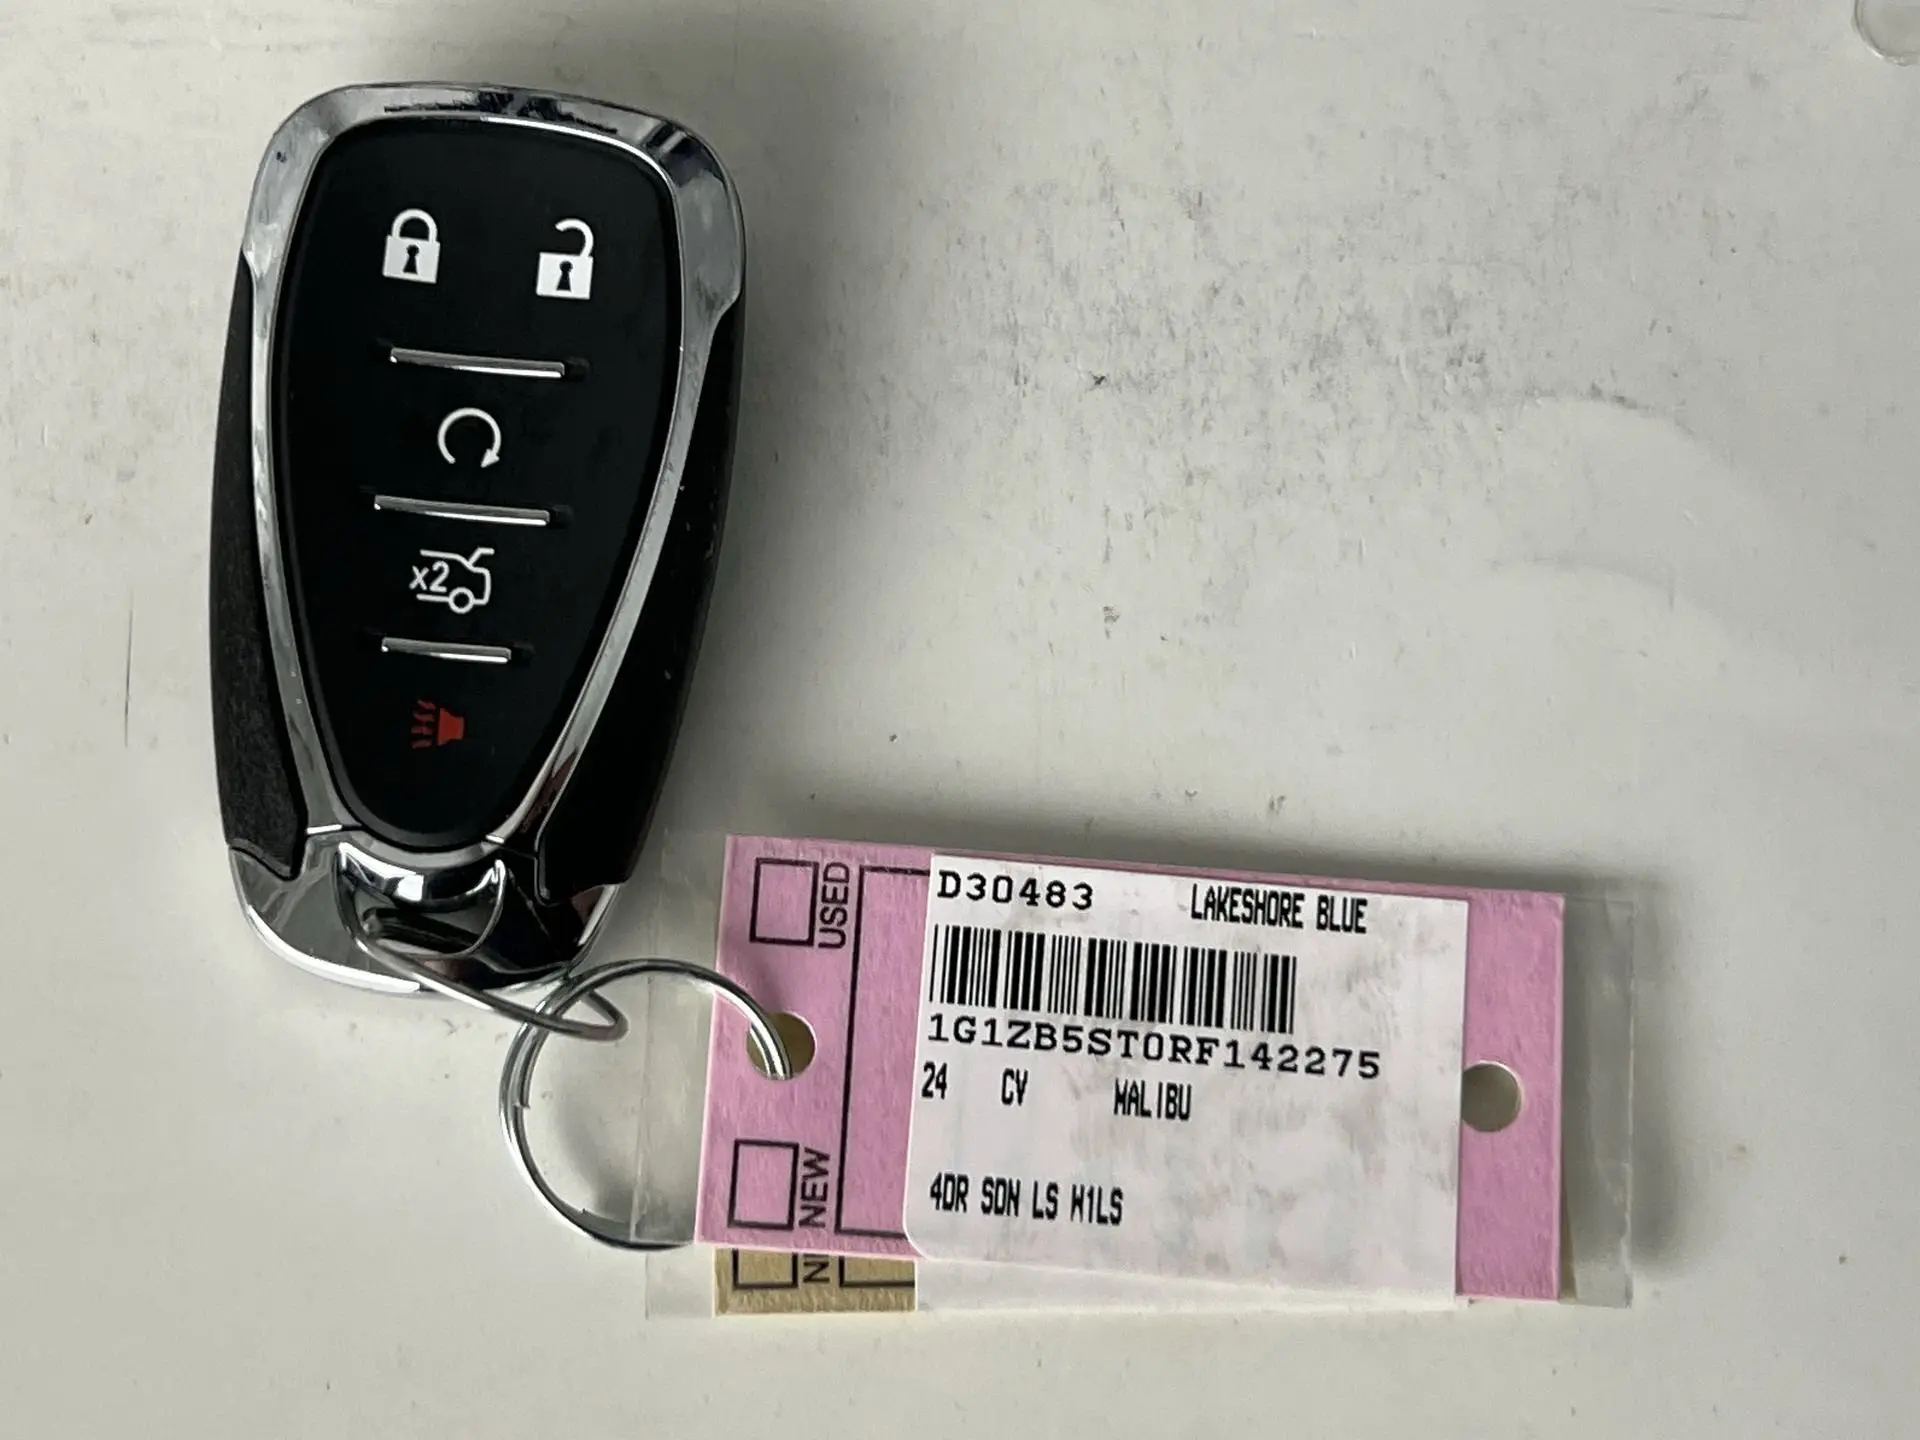 x2
USED
NEW
D30483 LAKESHORE BLUE
1G1ZB5ST0RF142275
24 CV MALIBU
4DR SDN LS W1LS